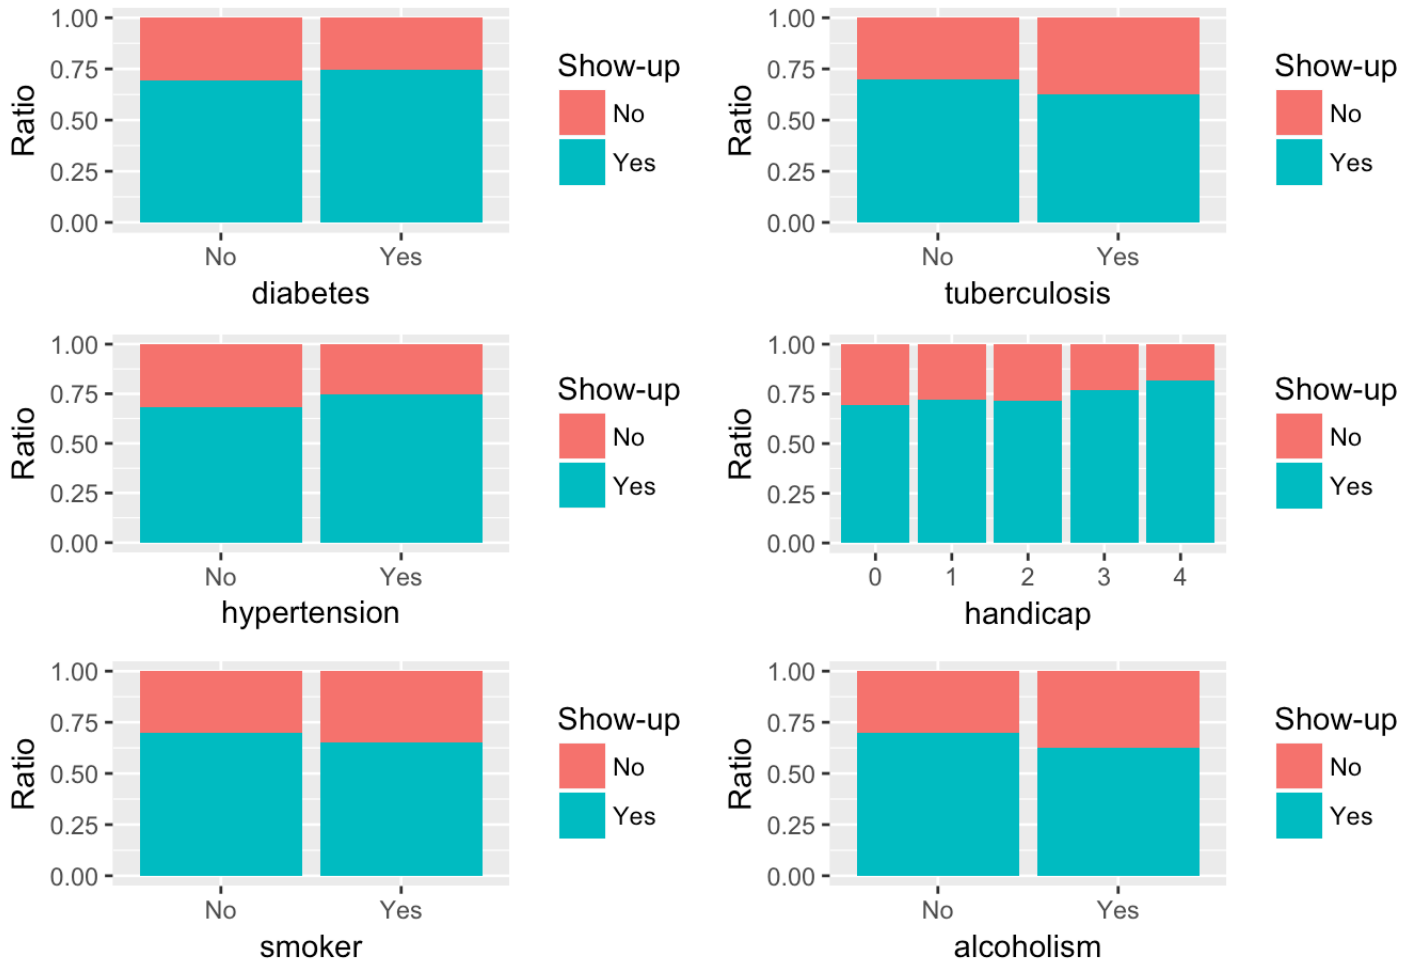 1.00
0.75
0.50
0.25
0.00
Ratio
No Yes
diabetes
Show-up
No
Yes
1.00
0.75
0.50
0.25
0.00
Ratio
No Yes
tuberculosis
Show-up
No
Yes
1.00
0.75
0.50
0.25
0.00
Ratio
No Yes
hypertension
Show-up
No
Yes
1.00
0.75
0.50
0.25
0.00
Ratio
0 1 2 3 4
handicap
Show-up
No
Yes
1.00
0.75
0.50
0.25
0.00
Ratio
No Yes
smoker
Show-up
No
Yes
1.00
0.75
0.50
0.25
0.00
Ratio
No Yes
alcoholism
Show-up
No
Yes